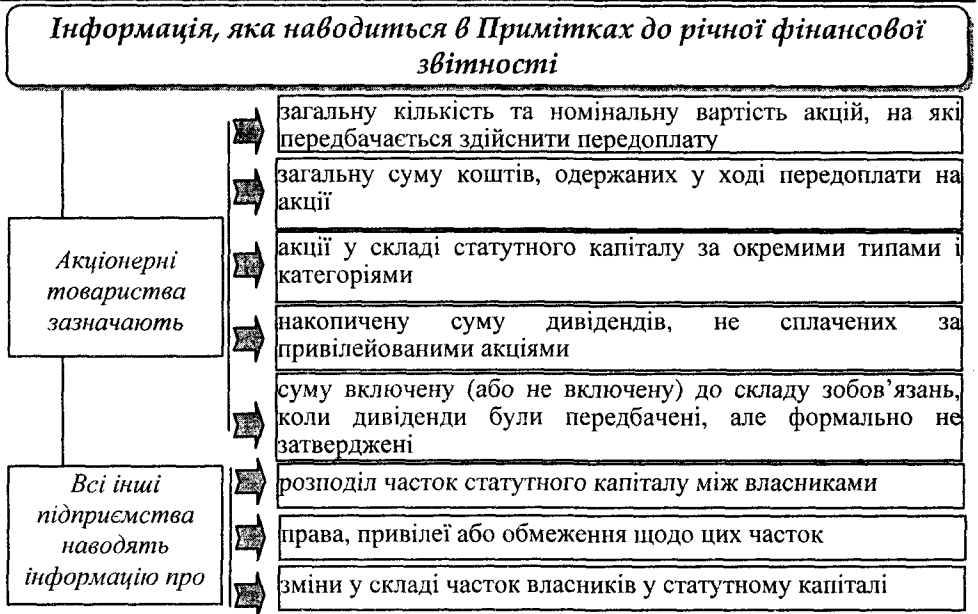 Інформація, яка наводиться в Примітках до річної фінансової
звітності
Акціонерні
товариства
зазначають
загальну кількість та номінальну вартість акцій, на які
передбачається здійснити передоплату
загальну суму коштів, одержаних у ході передоплати на
акції
акції у складі статутного капіталу за окремими типами і
категоріями
накопичену суму дивідендів, не сплачених за
привілейованими акціями
суму включену (або не включену) до складу зобов’язань,
коли дивіденди були передбачені, але формально не
затверджені
Всі інші
підприємства
наводять
інформацію про
розподіл часток статутного капіталу між власниками
права, привілеї або обмеження щодо цих часток
зміни у складі часток власників у статутному капіталі